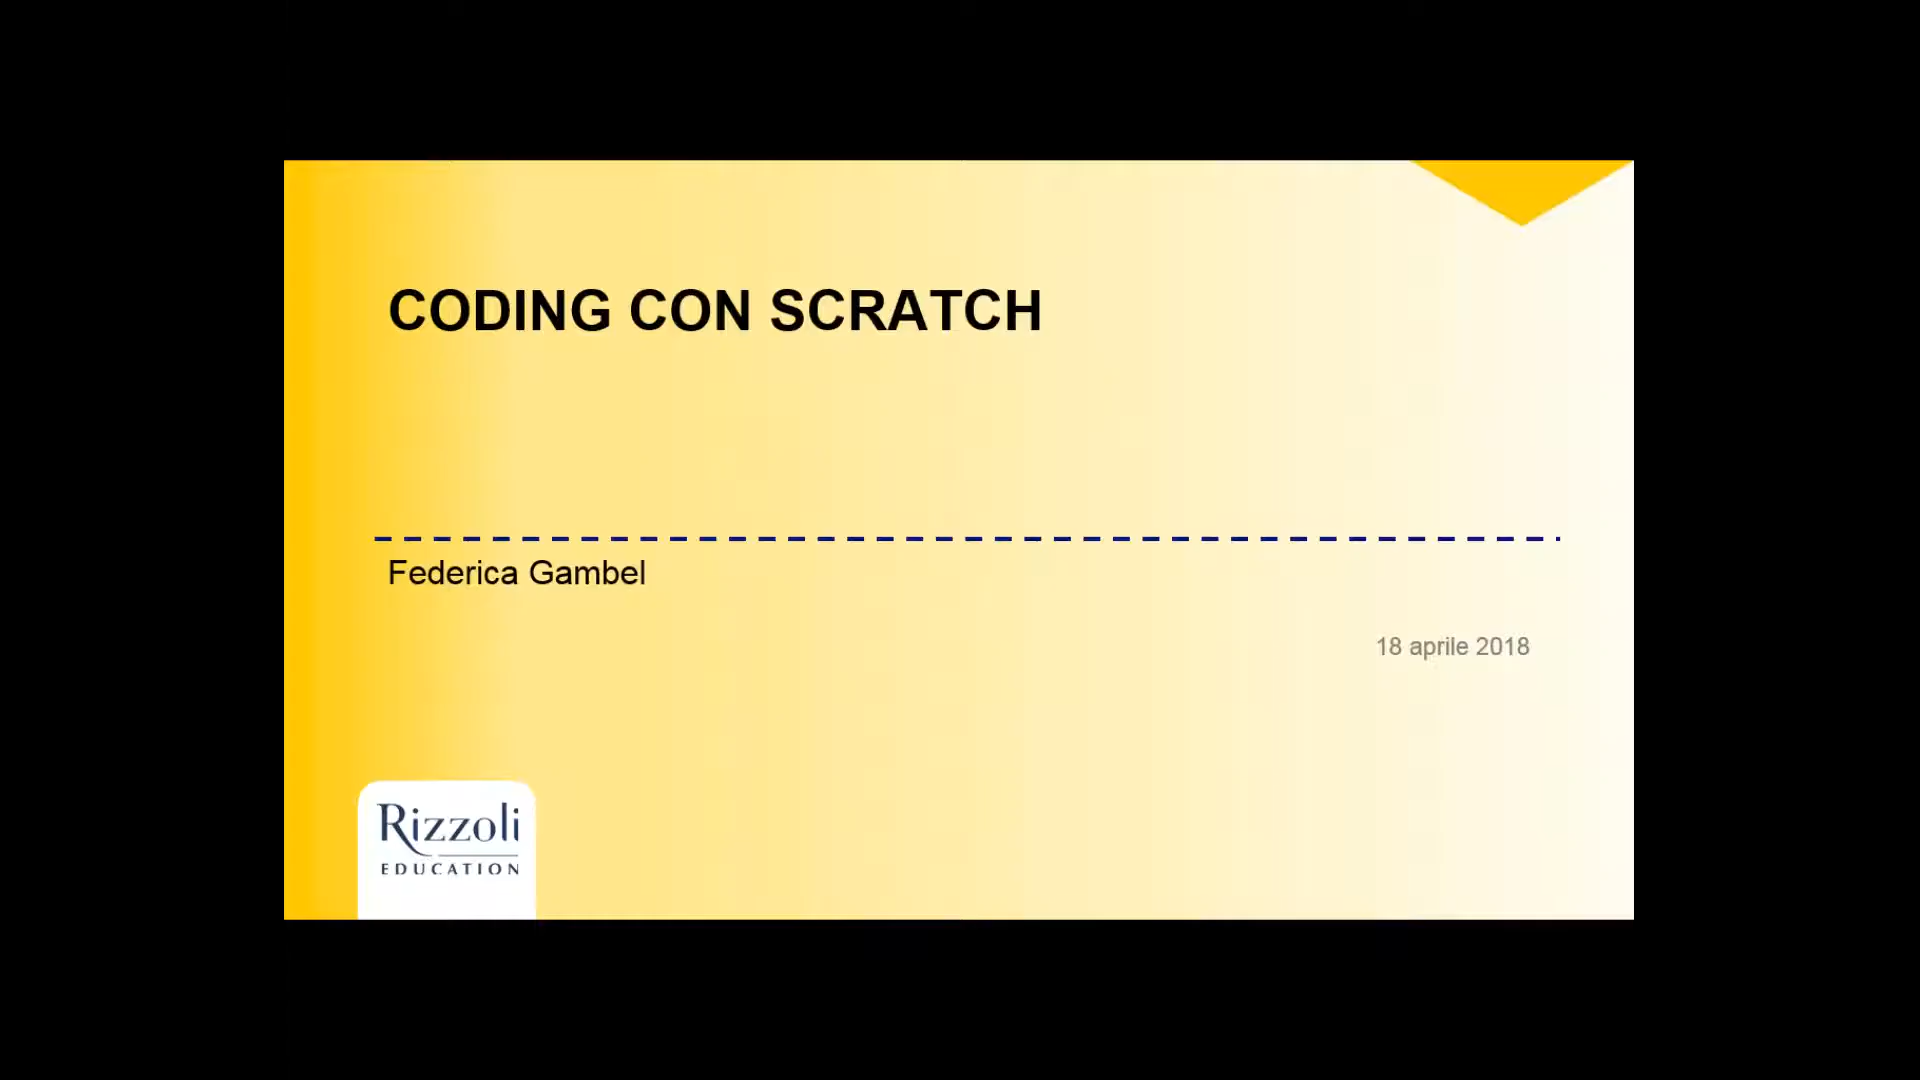 CODING CON SCRATCH
Federica Gambel
18 aprile 2018
Rizzoli
EDUCATION